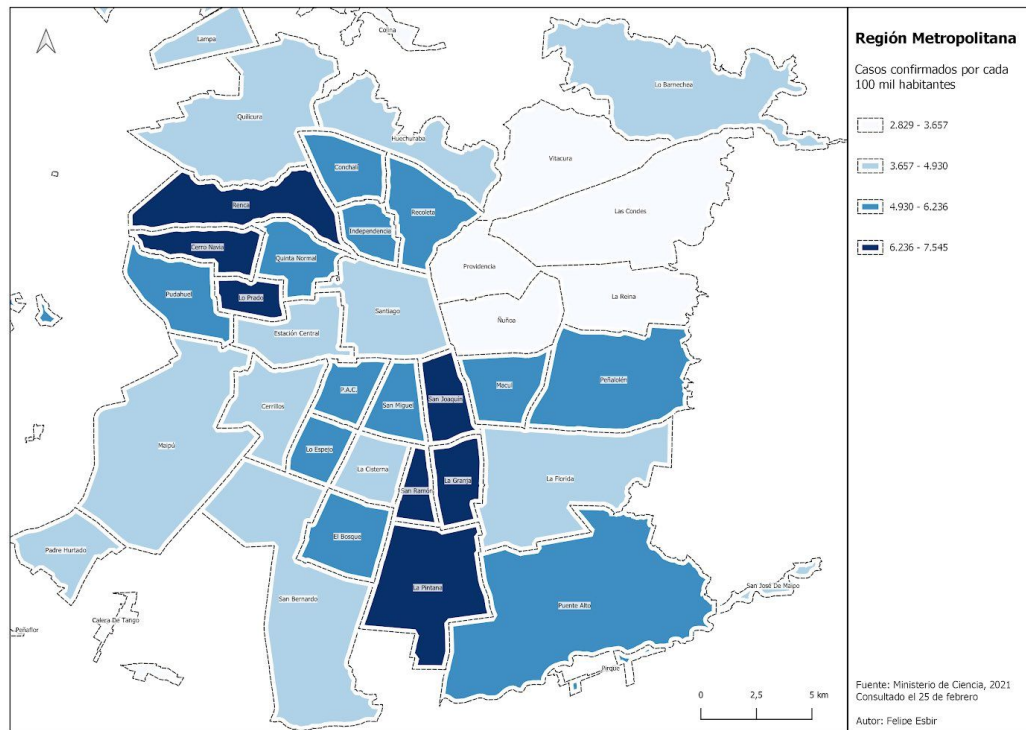 Lampa
Colina
Lo Barnechea
Quilicura
Huechuraba
Vitacura
Conchalí
Renca
Recoleta
Las Condes
Independencia
Cerro Navia
Quinta Normal
Providencia
Pudahuel
Lo Prado
La Reina
Santiago
Ñuñoa
Estación Central
Macul
Peñalolén
P.A.C.
San Joaquín
San Miguel
Cerrillos
Maipú
Lo Espejo
La Cisterna
La Florida
La Granja
San Ramón
El Bosque
Padre Hurtado
La Pintana
San José De Maipo
San Bernardo
Puente Alto
Calera De Tango
Peñaflor
Pirque
0 2,5 5 km
Región Metropolitana
Casos confirmados por cada
100 mil habitantes
2.829 - 3.657
3.657 - 4.930
4.930 - 6.236
6.236 - 7.545
Fuente: Ministerio de Ciencia, 2021
Consultado el 25 de febrero
Autor: Felipe Esbir